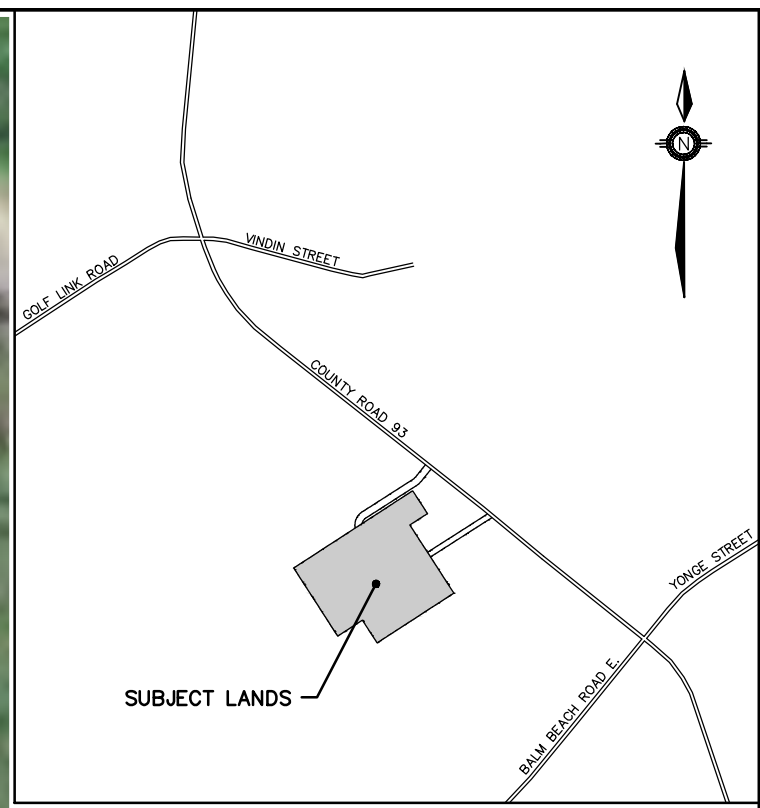 N
VINDIN STREET
GOLF LINK ROAD
COUNTY ROAD 93
YONGE STREET
BALM BEACH ROAD E.
SUBJECT LANDS